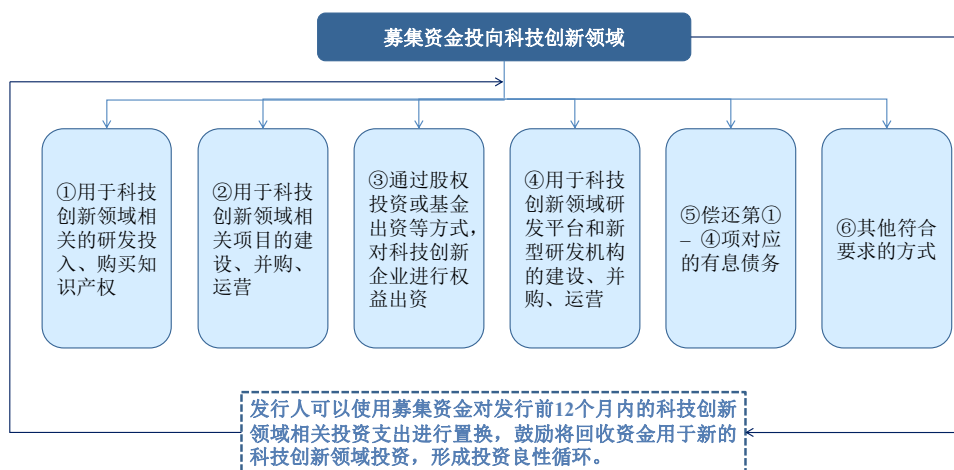 募集资金投向科技创新领域
①用于科技
创新领域相
关的研发投
入、购买知
识产权
②用于科技
创新领域相
关项目的建
设、并购、
运营
③通过股权
投资或基金
出资等方式，
对科技创新
企业进行权
益出资
④用于科技
创新领域研
发平台和新
型研发机构
的建设、并
购、运营
⑤偿还第①
– ④项对应
的有息债务
⑥其他符合
要求的方式
发行人可以使用募集资金对发行前12个月内的科技创新
领域相关投资支出进行置换，鼓励将回收资金用于新的
科技创新领域投资，形成投资良性循环。